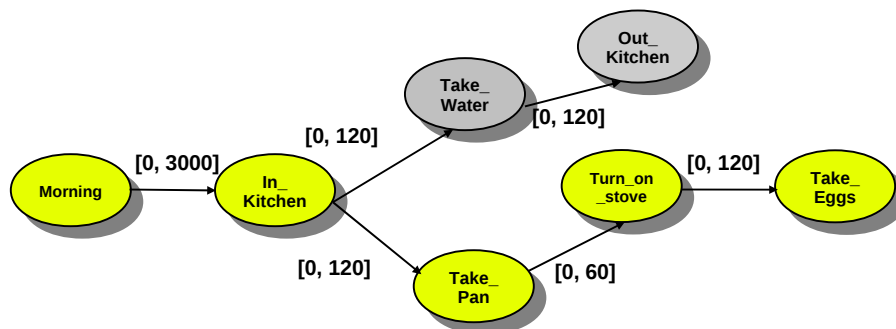 Out_
Kitchen
Take_
Water
[0, 120]
[0, 120]
[0, 3000]
[0, 120]
Morning
In_
Kitchen
Turn_on
_stove
Take_
Eggs
[0, 120]
[0, 60]
Take_
Pan